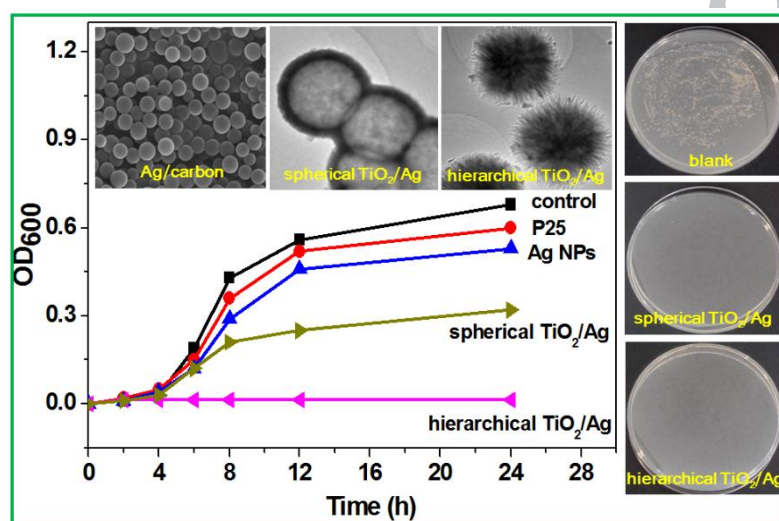 OD600
1.2
0.9
0.6
0.3
0.0
0
4
8
12
16
20
24
28
Time (h)
Ag/carbon
spherical TiO2/Ag
hierarchical TiO2/Ag
control
P25
Ag NPs
spherical TiO2/Ag
hierarchical TiO2/Ag
blank
spherical TiO2/Ag
hierarchical TiO2/Ag